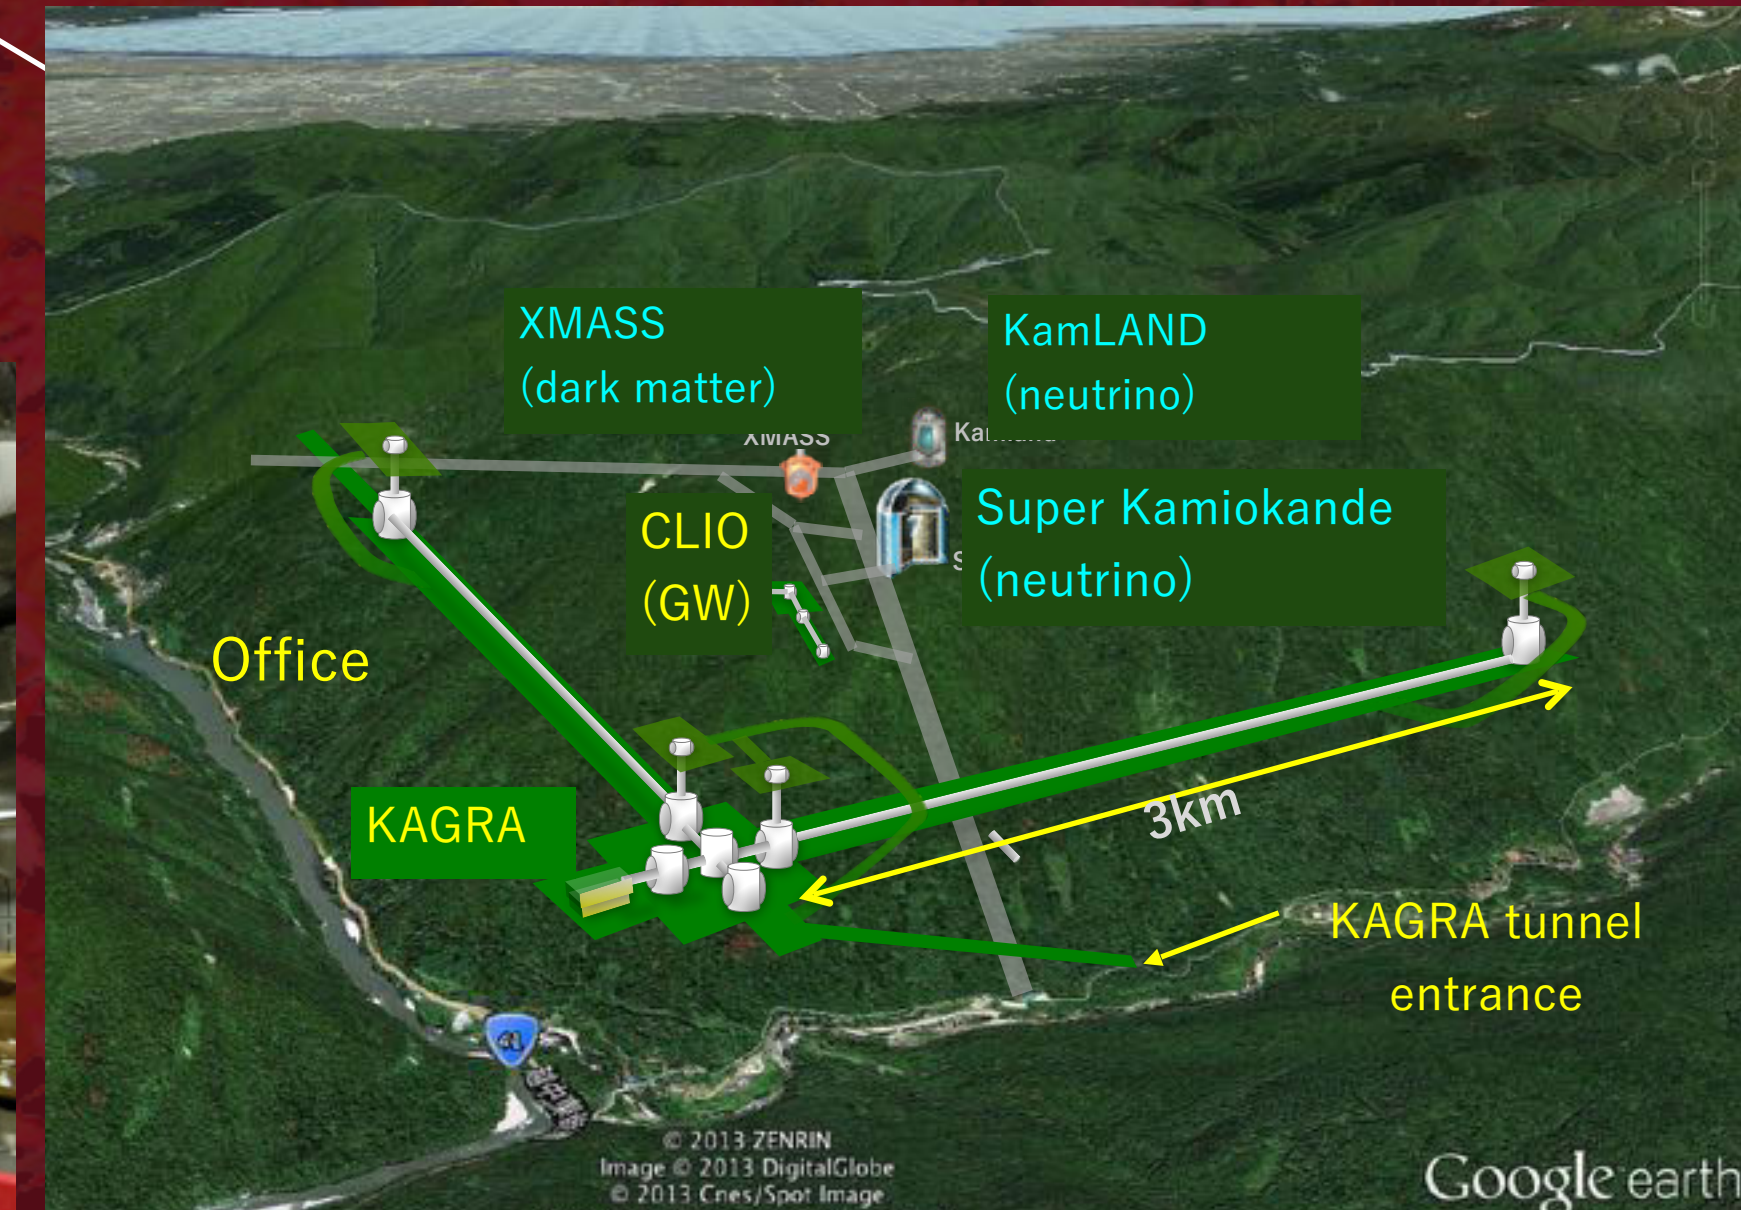 XMASS
(dark matter)
KamLAND
(neutrino)
XMASS
CLIO
(GW)
Super Kamiokande
(neutrino)
Office
KAGRA
3km
KAGRA tunnel
entrance
41
© 2013 ZENRIN
Image © 2013 DigitalGlobe
© 2013 Cnes/Spot Image
Google earth